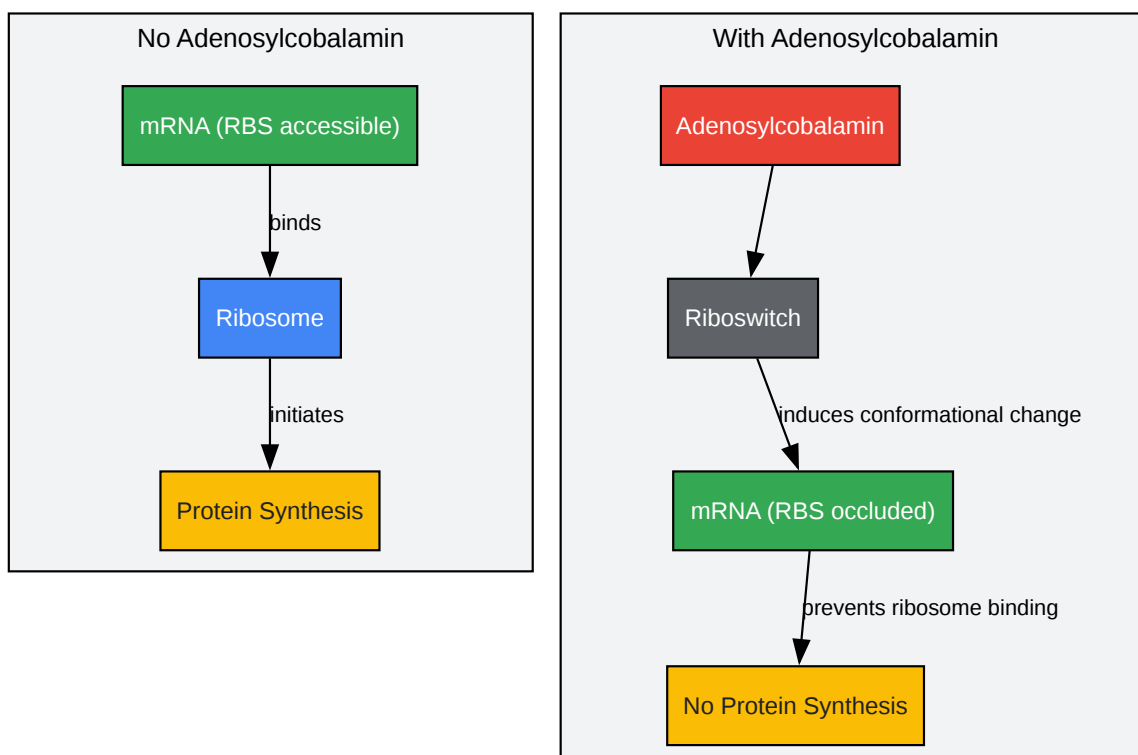 No Adenosylcobalamin
mRNA (RBS accessible)
binds
Ribosome
initiates
Protein Synthesis
With Adenosylcobalamin
Adenosylcobalamin
Riboswitch
induces conformational change
mRNA (RBS occluded)
prevents ribosome binding
No Protein Synthesis